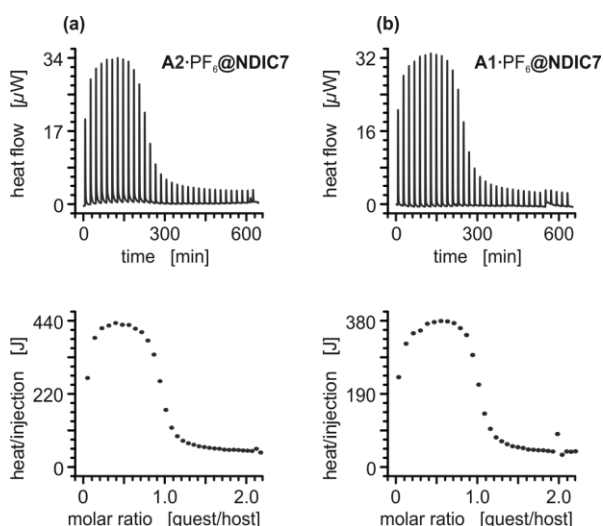 (a)
A2·PF6@NDIC7
heat flow [µW]
34
17
0
0 300 600
time [min]
(b)
A1·PF6@NDIC7
heat flow [µW]
32
16
0
0 300 600
time [min]
heat/injection [J]
440
220
0
0 1.0 2.0
molar ratio [guest/host]
heat/injection [J]
380
190
0
0 1.0 2.0
molar ratio [guest/host]